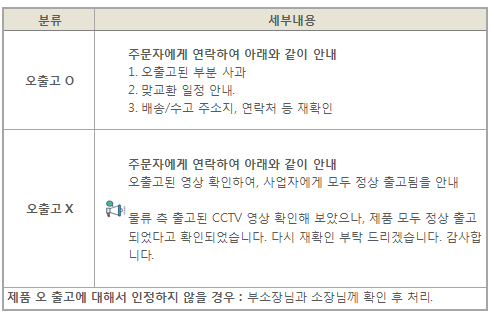 분류 세부내용
오출고 O
주문자에게 연락하여 아래와 같이 안내
1. 오출고된 부분 사과
2. 맞교환 일정 안내.
3. 배송/수고 주소지, 연락처 등 재확인
오출고 X
주문자에게 연락하여 아래와 같이 안내
오출고된 영상 확인하여, 사업자에게 모두 정상 출고됨을 안내
물류 측 출고된 CCTV 영상 확인해 보았으나, 제품 모두 정상 출고
되었다고 확인되었습니다. 다시 재확인 부탁 드리겠습니다. 감사합
니다.
제품 오 출고에 대해서 인정하지 않을 경우 : 부소장님과 소장님께 확인 후 처리.